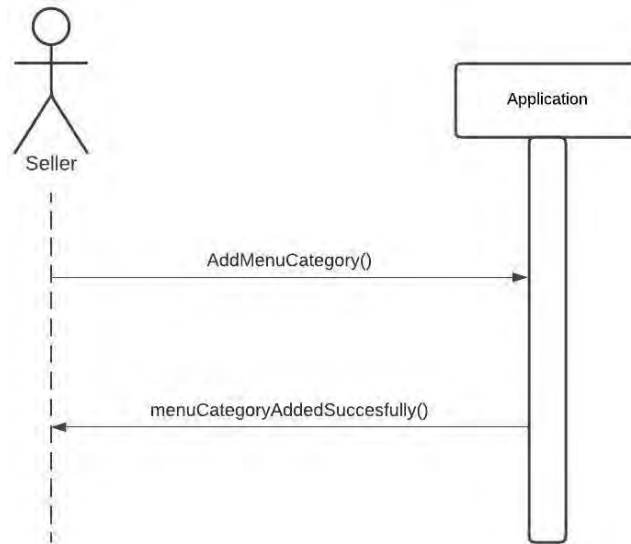 Application
Seller
AddMenuCategory()
menuCategoryAddedSuccesfully()